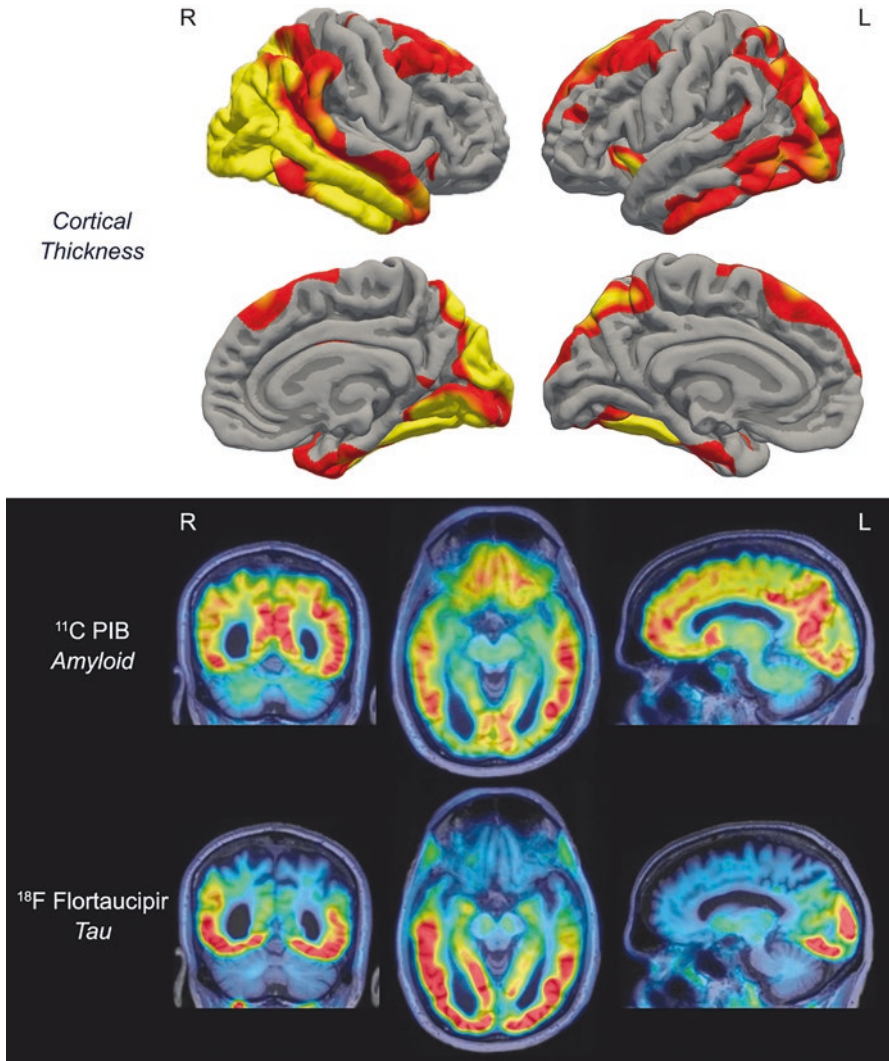 R
L
Cortical
Thickness
R
L
¹¹C PIB
Amyloid
¹⁸F Flortaucipir
Tau